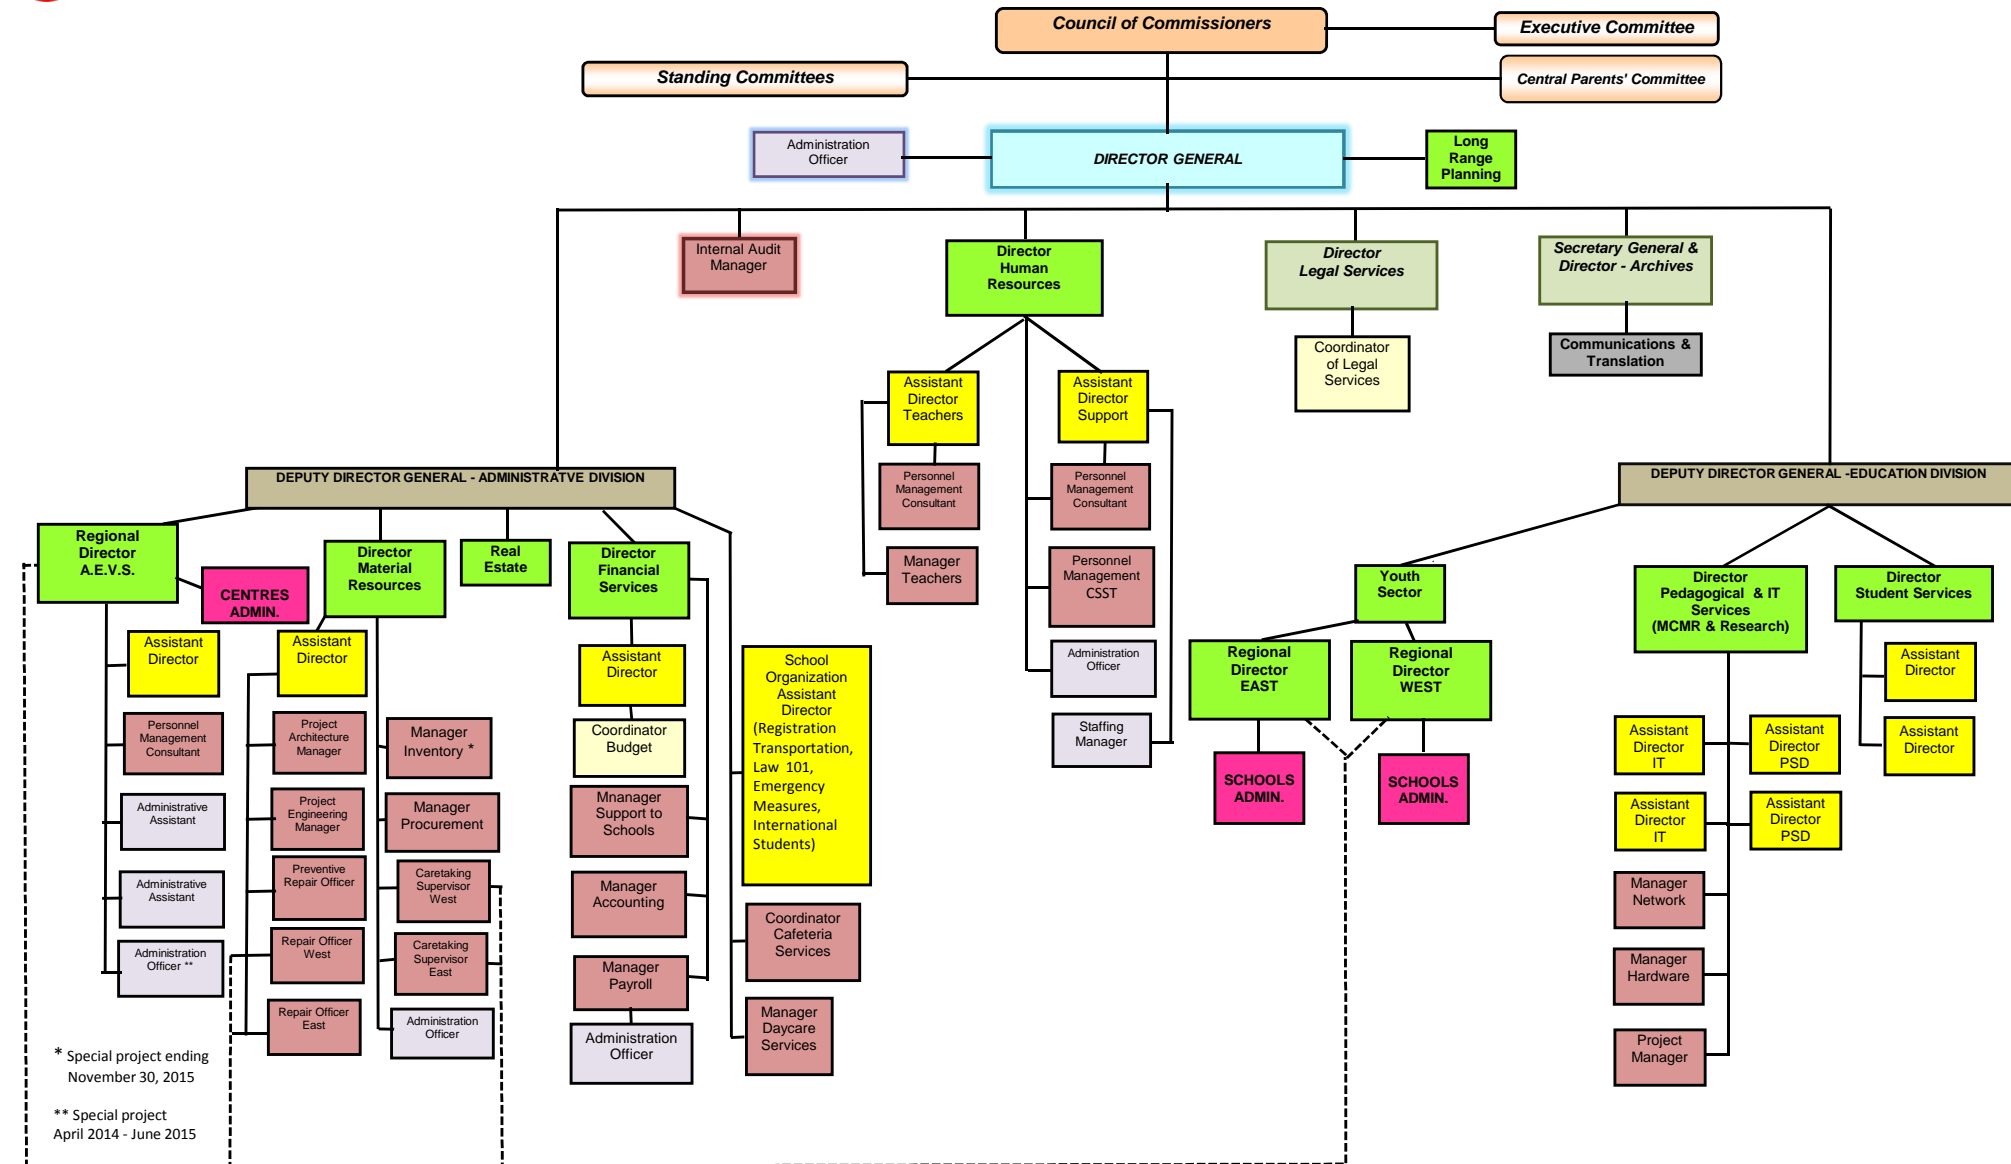 Council of Commissioners
Executive Committee
Standing Committees
Central Parents' Committee
Administration
Officer
DIRECTOR GENERAL
Long
Range
Planning
Internal Audit
Manager
Director
Human
Resources
Director
Legal Services
Secretary General &
Director - Archives
Coordinator
of Legal
Services
Communications &
Translation
Assistant
Director
Teachers
Assistant
Director
Support
Personnel
Management
Consultant
Personnel
Management
Consultant
Manager
Teachers
Personnel
Management
CSST
Administration
Officer
Staffing
Manager
DEPUTY DIRECTOR GENERAL - ADMINISTRATVE DIVISION
DEPUTY DIRECTOR GENERAL -EDUCATION DIVISION
Regional
Director
A.E.V.S.
CENTRES
ADMIN.
Director
Material
Resources
Real
Estate
Director
Financial
Services
Assistant
Director
Personnel
Management
Consultant
Administrative
Assistant
Administrative
Assistant
Administration
Officer **
Assistant
Director
Project
Architecture
Manager
Project
Engineering
Manager
Preventive
Repair Officer
Repair Officer
West
Repair Officer
East
Manager
Inventory *
Manager
Procurement
Caretaking
Supervisor
West
Caretaking
Supervisor
East
Administration
Officer
Assistant
Director
Coordinator
Budget
Mnanager
Support to
Schools
Manager
Accounting
Manager
Payroll
Administration
Officer
School
Organization
Assistant
Director
(Registration
Transportation,
Law 101,
Emergency
Measures,
International
Students)
Coordinator
Cafeteria
Services
Manager
Daycare
Services
Youth
Sector
Regional
Director
EAST
Regional
Director
WEST
SCHOOLS
ADMIN.
SCHOOLS
ADMIN.
Director
Pedagogical & IT
Services
(MCMR & Research)
Director
Student Services
Assistant
Director
Assistant
Director
Assistant
Director
IT
Assistant
Director
PSD
Assistant
Director
IT
Assistant
Director
PSD
Manager
Network
Manager
Hardware
Project
Manager
* Special project ending
November 30, 2015
** Special project
April 2014 - June 2015